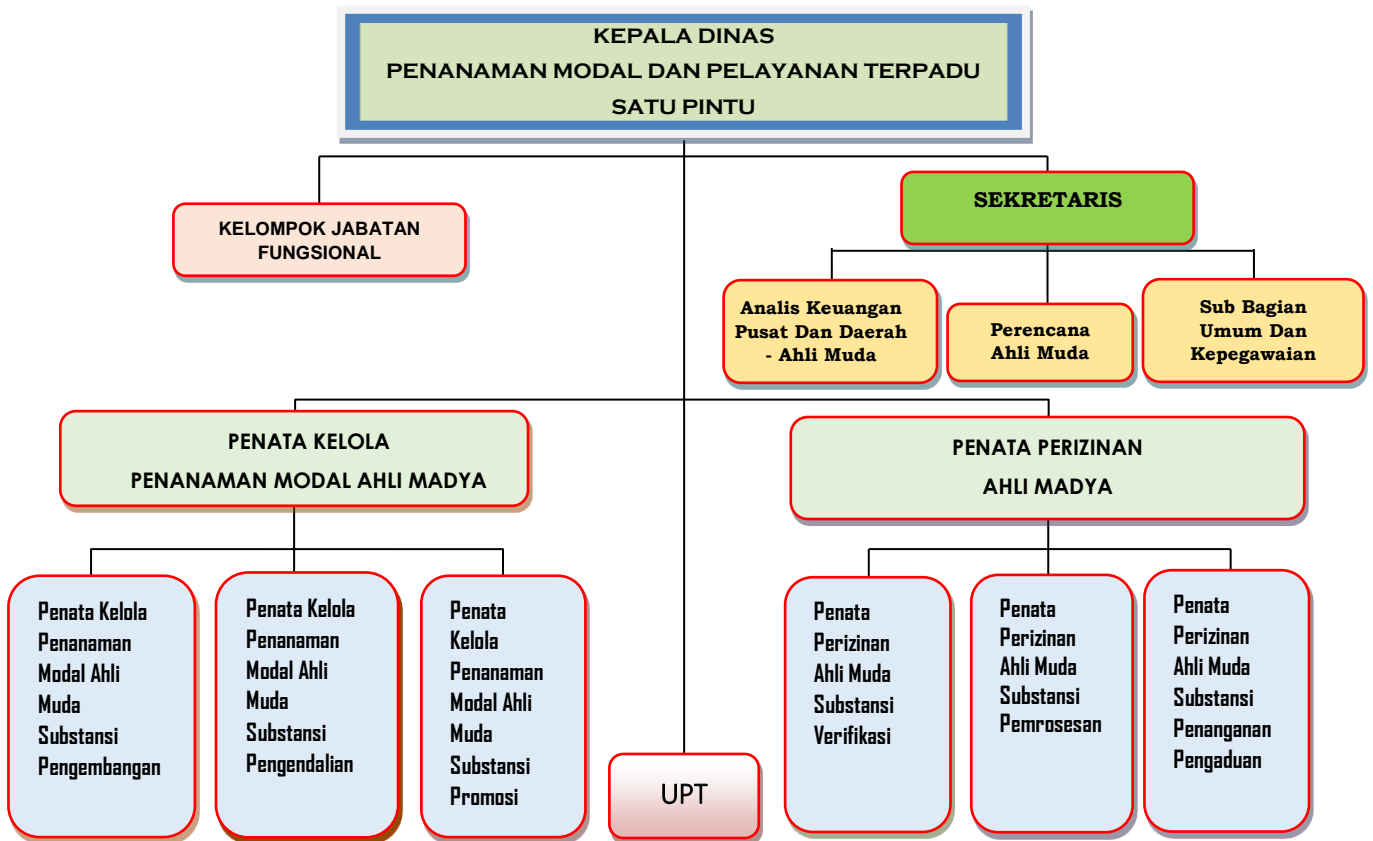 KEPALA DINAS
PENANAMAN MODAL DAN PELAYANAN TERPADU
SATU PINTU
KELOMPOK JABATAN
FUNGSIONAL
SEKRETARIS
Analis Keuangan
Pusat Dan Daerah
- Ahli Muda
Perencana
Ahli Muda
Sub Bagian
Umum Dan
Kepegawaian
PENATA KELOLA
PENANAMAN MODAL AHLI MADYA
PENATA PERIZINAN
AHLI MADYA
Penata Kelola
Penanaman
Modal Ahli
Muda
Substansi
Pengembangan
Penata Kelola
Penanaman
Modal Ahli
Muda
Substansi
Pengendalian
Penata
Kelola
Penanaman
Modal Ahli
Muda
Substansi
Promosi
UPT
Penata
Perizinan
Ahli Muda
Substansi
Verifikasi
Penata
Perizinan
Ahli Muda
Substansi
Pemrosesan
Penata
Perizinan
Ahli Muda
Substansi
Penanganan
Pengaduan